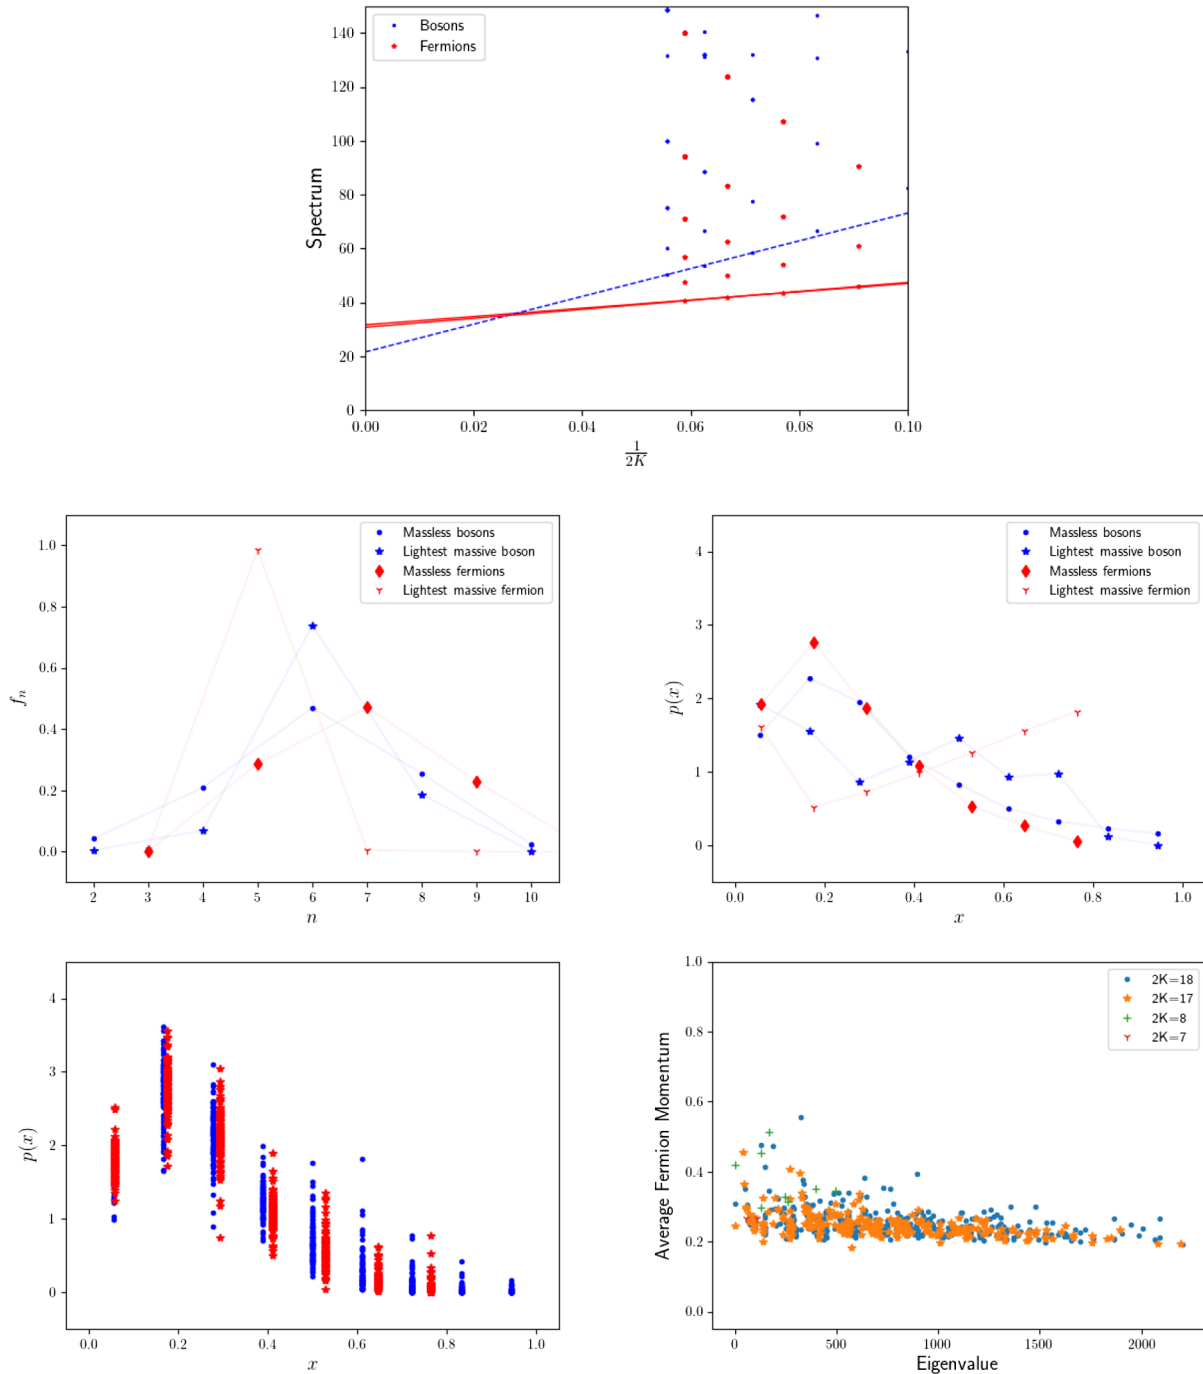 Bosons
Fermions
Spectrum
140
120
100
80
60
40
20
0
0.00 0.02 0.04 0.06 0.08 0.10
1
2K
Massless bosons
Lightest massive boson
Massless fermions
Lightest massive fermion
1.0
0.8
0.6
0.4
0.2
0.0
f_n
2 3 4 5 6 7 8 9 10
n
Massless bosons
Lightest massive boson
Massless fermions
Lightest massive fermion
4
3
2
1
0
p(x)
0.0 0.2 0.4 0.6 0.8 1.0
x
4
3
2
1
0
p(x)
0.0 0.2 0.4 0.6 0.8 1.0
x
2K=18
2K=17
2K=8
2K=7
1.0
0.8
0.6
0.4
0.2
0.0
Average Fermion Momentum
0 500 1000 1500 2000
Eigenvalue